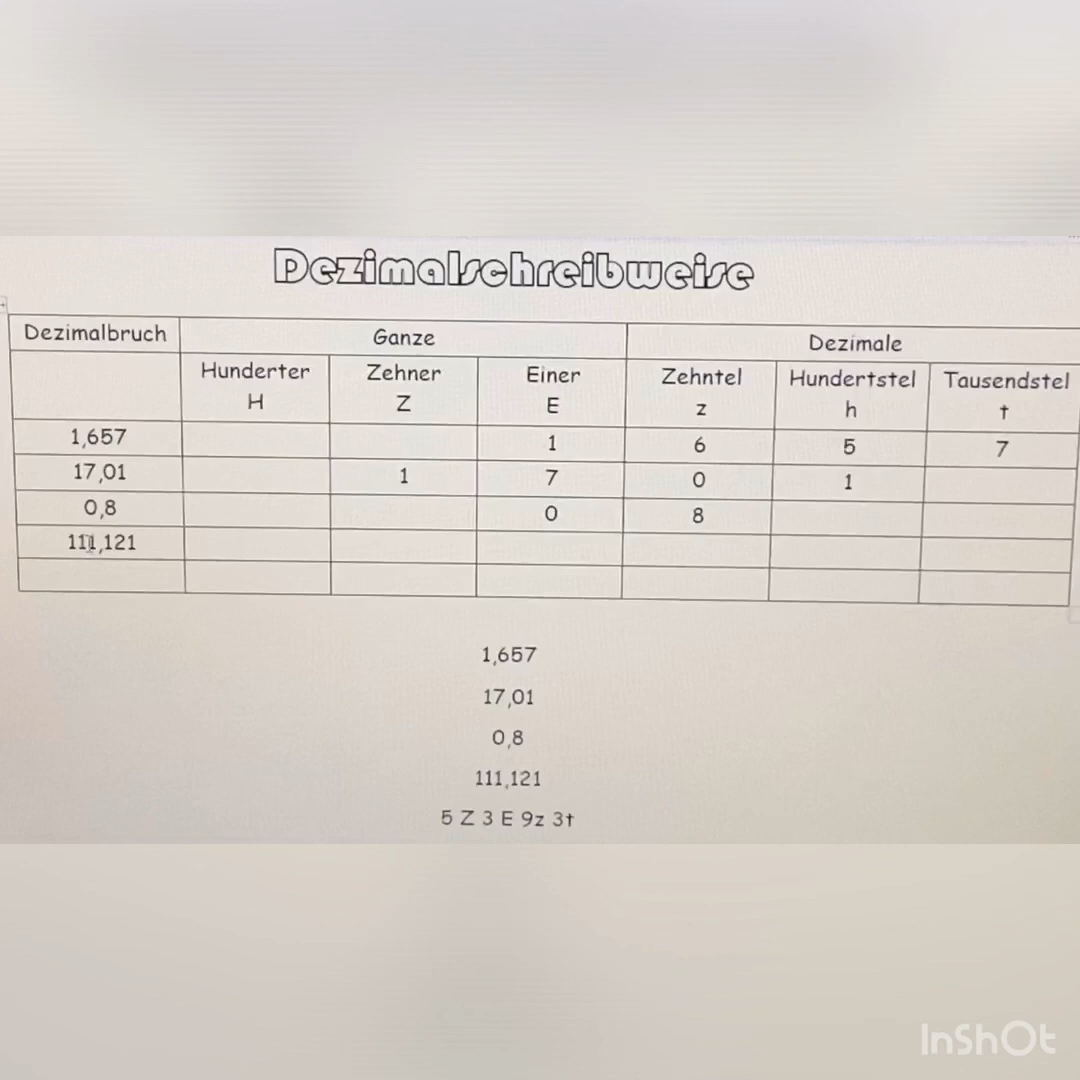 Dezimalschreibweise
Dezimalbruch Ganze Dezimale
Hunderter Zehner Einer Zehntel Hundertstel Tausendstel
H Z E z h t
1,657 1 6 5 7
17,01 1 7 0 1
0,8 0 8
111,121
1,657
17,01
0,8
111,121
5 Z 3 E 9z 3t
InShOt